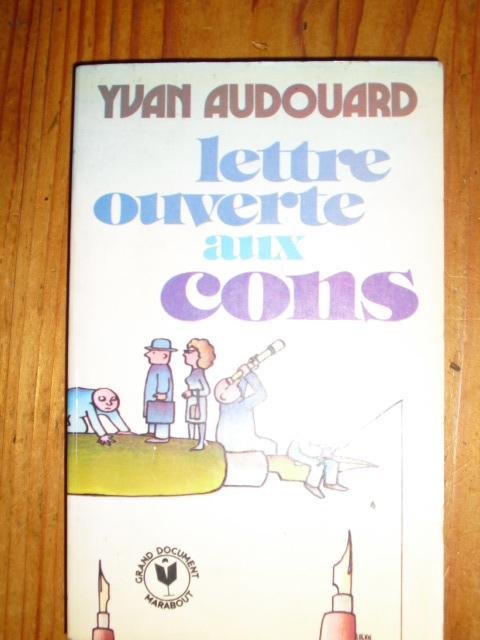 YVAN AUDOUARD
lettre
ouverte
aux
cons
GRAND DOCUMENT
MARABOUT